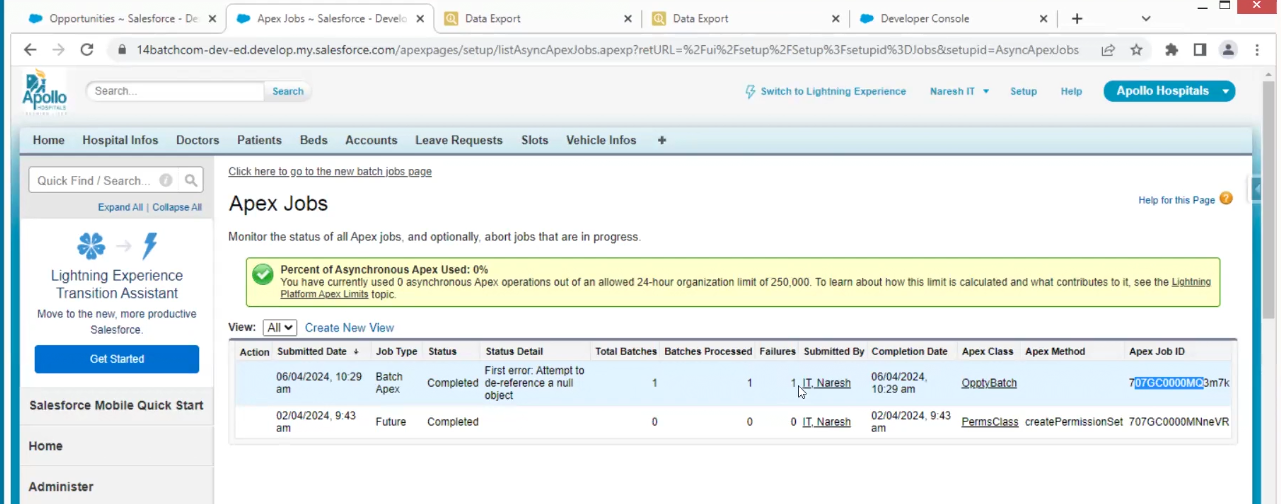 Opportunities ~ Salesforce - De
Apex Jobs ~ Salesforce - Develo
Data Export
Data Export
Developer Console
14batchcom-dev-ed.develop.my.salesforce.com/apexpages/setup/listAsyncApexJobs.apexp?retURL=%2Fui%2Fsetup%2FSetup%3Fsetupid%3DJobs&setupid=AsyncApexJobs
Apollo
HOSPITALS
Search...
Search
Switch to Lightning Experience
Naresh IT
Setup
Help
Apollo Hospitals
Home
Hospital Infos
Doctors
Patients
Beds
Accounts
Leave Requests
Slots
Vehicle Infos
Quick Find / Search...
Expand All | Collapse All
Lightning Experience
Transition Assistant
Move to the new, more productive
Salesforce.
Get Started
Salesforce Mobile Quick Start
Home
Administer
Click here to go to the new batch jobs page
Apex Jobs
Help for this Page
Monitor the status of all Apex jobs, and optionally, abort jobs that are in progress.
Percent of Asynchronous Apex Used: 0%
You have currently used 0 asynchronous Apex operations out of an allowed 24-hour organization limit of 250,000. To learn about how this limit is calculated and what contributes to it, see the Lightning
Platform Apex Limits topic.
View: All Create New View
Action Submitted Date Job Type Status Status Detail Total Batches Batches Processed Failures Submitted By Completion Date Apex Class Apex Method Apex Job ID
06/04/2024, 10:29
am
Batch
Apex
Completed
First error: Attempt to
de-reference a null
object
1 1 1 IT, Naresh
06/04/2024,
10:29 am
OpptyBatch
707GC0000MQ3m7k
02/04/2024, 9:43
am
Future Completed 0 0 0 IT, Naresh
02/04/2024, 9:43
am
PermsClass createPermissionSet 707GC0000MNneVR